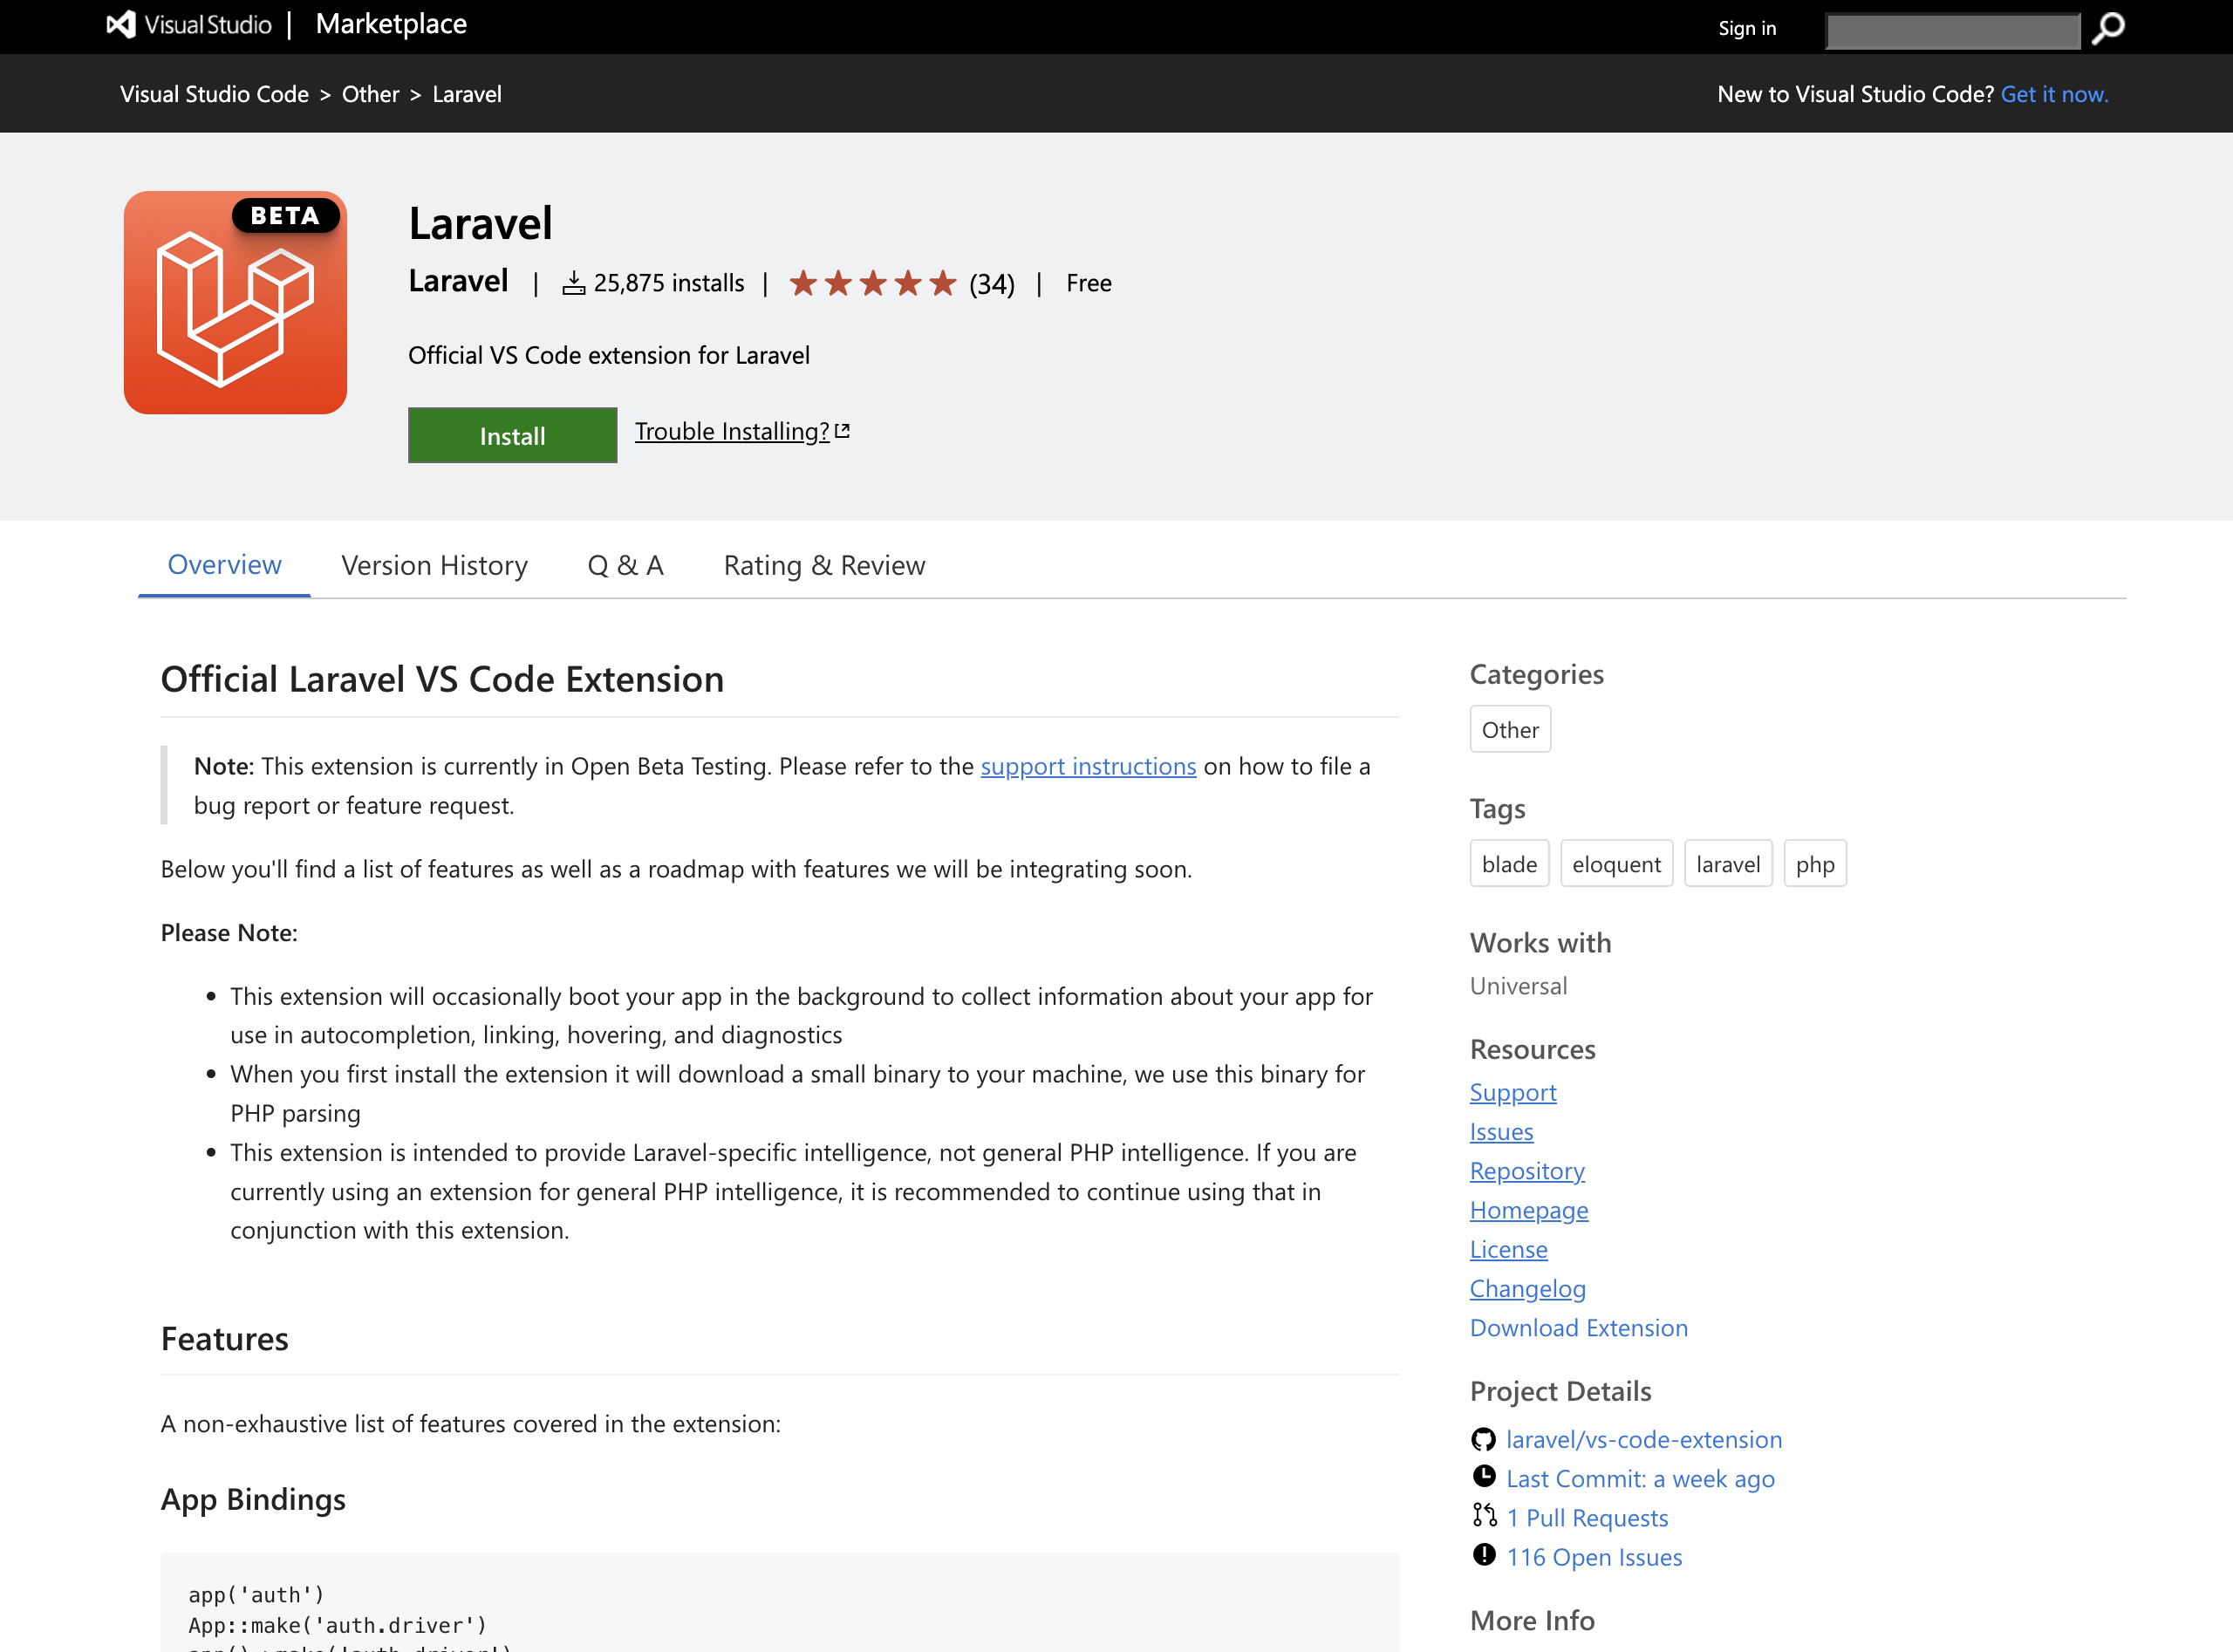 Visual Studio | Marketplace
Sign in
Visual Studio Code > Other > Laravel
New to Visual Studio Code? Get it now.
BETA
Laravel
Laravel | 25,875 installs | (34) | Free
Official VS Code extension for Laravel
Install
Trouble Installing?
Overview
Version History
Q & A
Rating & Review
Official Laravel VS Code Extension
Note: This extension is currently in Open Beta Testing. Please refer to the support instructions on how to file a
bug report or feature request.
Below you'll find a list of features as well as a roadmap with features we will be integrating soon.
Please Note:
• This extension will occasionally boot your app in the background to collect information about your app for
use in autocompletion, linking, hovering, and diagnostics
• When you first install the extension it will download a small binary to your machine, we use this binary for
PHP parsing
• This extension is intended to provide Laravel-specific intelligence, not general PHP intelligence. If you are
currently using an extension for general PHP intelligence, it is recommended to continue using that in
conjunction with this extension.
Features
A non-exhaustive list of features covered in the extension:
App Bindings
app('auth')
App::make('auth.driver')
Categories
Other
Tags
blade
eloquent
laravel
php
Works with
Universal
Resources
Support
Issues
Repository
Homepage
License
Changelog
Download Extension
Project Details
laravel/vs-code-extension
Last Commit: a week ago
1 Pull Requests
116 Open Issues
More Info